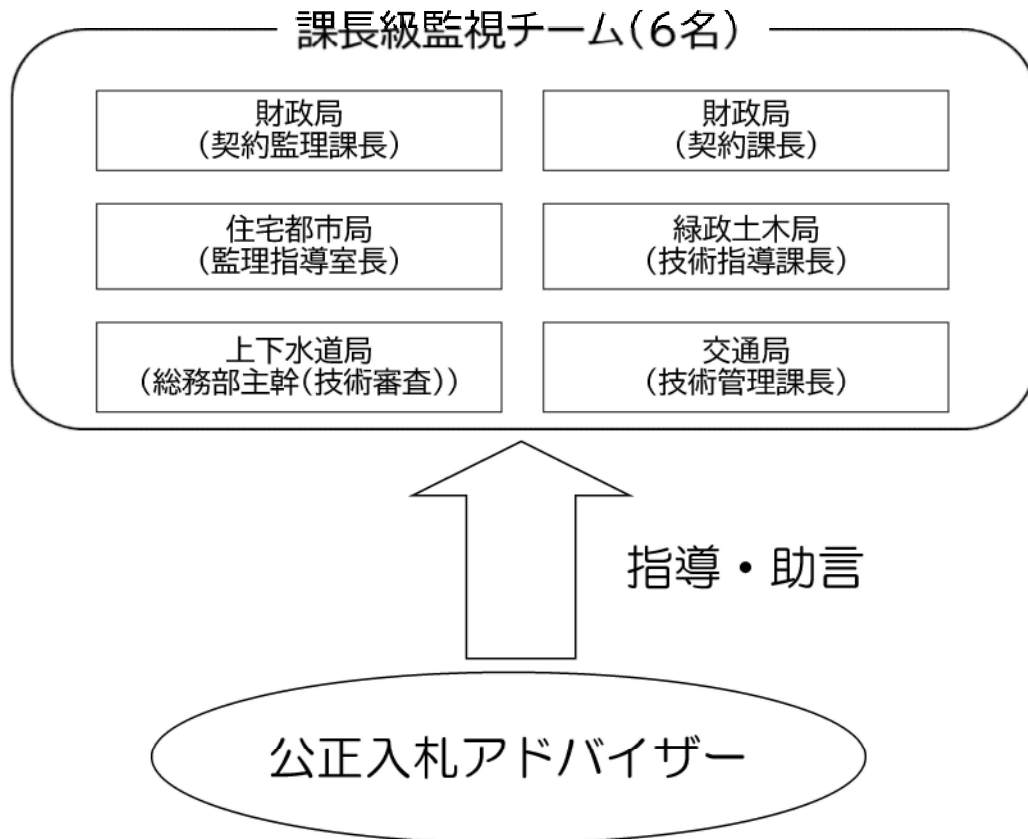 課長級監視チーム(6名)
財政局
(契約監理課長)
財政局
(契約課長)
住宅都市局
(監理指導室長)
緑政土木局
(技術指導課長)
上下水道局
(総務部主幹(技術審査))
交通局
(技術管理課長)
指導・助言
公正入札アドバイザー